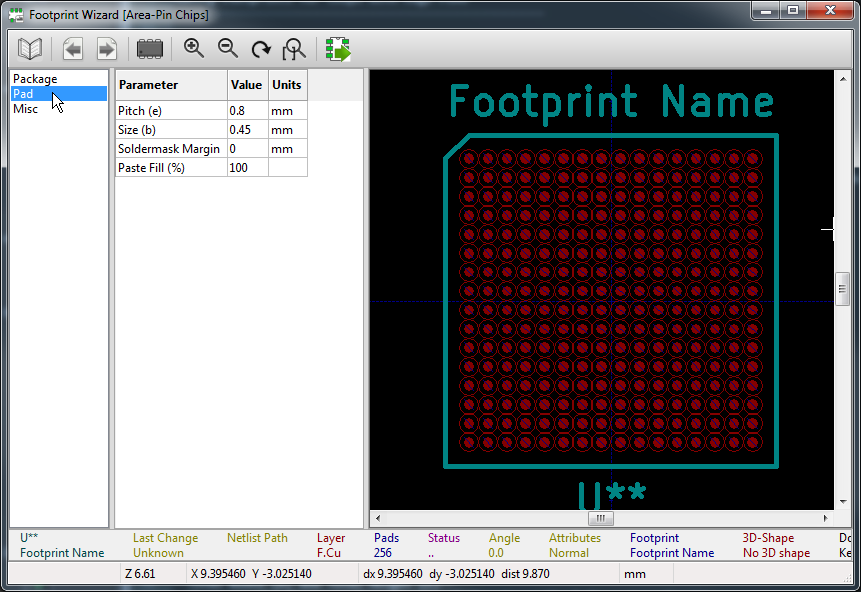 Footprint Wizard [Area-Pin Chips]
Package
Pad
Misc
Parameter Value Units
Pitch (e) 0.8 mm
Size (b) 0.45 mm
Soldermask Margin 0 mm
Paste Fill (%) 100
Footprint Name
U**
U** Last Change Netlist Path Layer Pads Status Angle Attributes Footprint 3D-Shape
Footprint Name Unknown F.Cu 256 .. 0.0 Normal Footprint Name No 3D shape
Z 6.61 X 9.395460 Y -3.025140 dx 9.395460 dy -3.025140 dist 9.870 mm